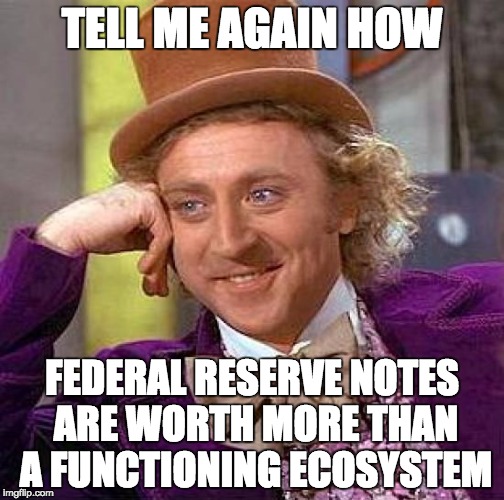 TELL ME AGAIN HOW
FEDERAL RESERVE NOTES
ARE WORTH MORE THAN
A FUNCTIONING ECOSYSTEM
imgflip.com